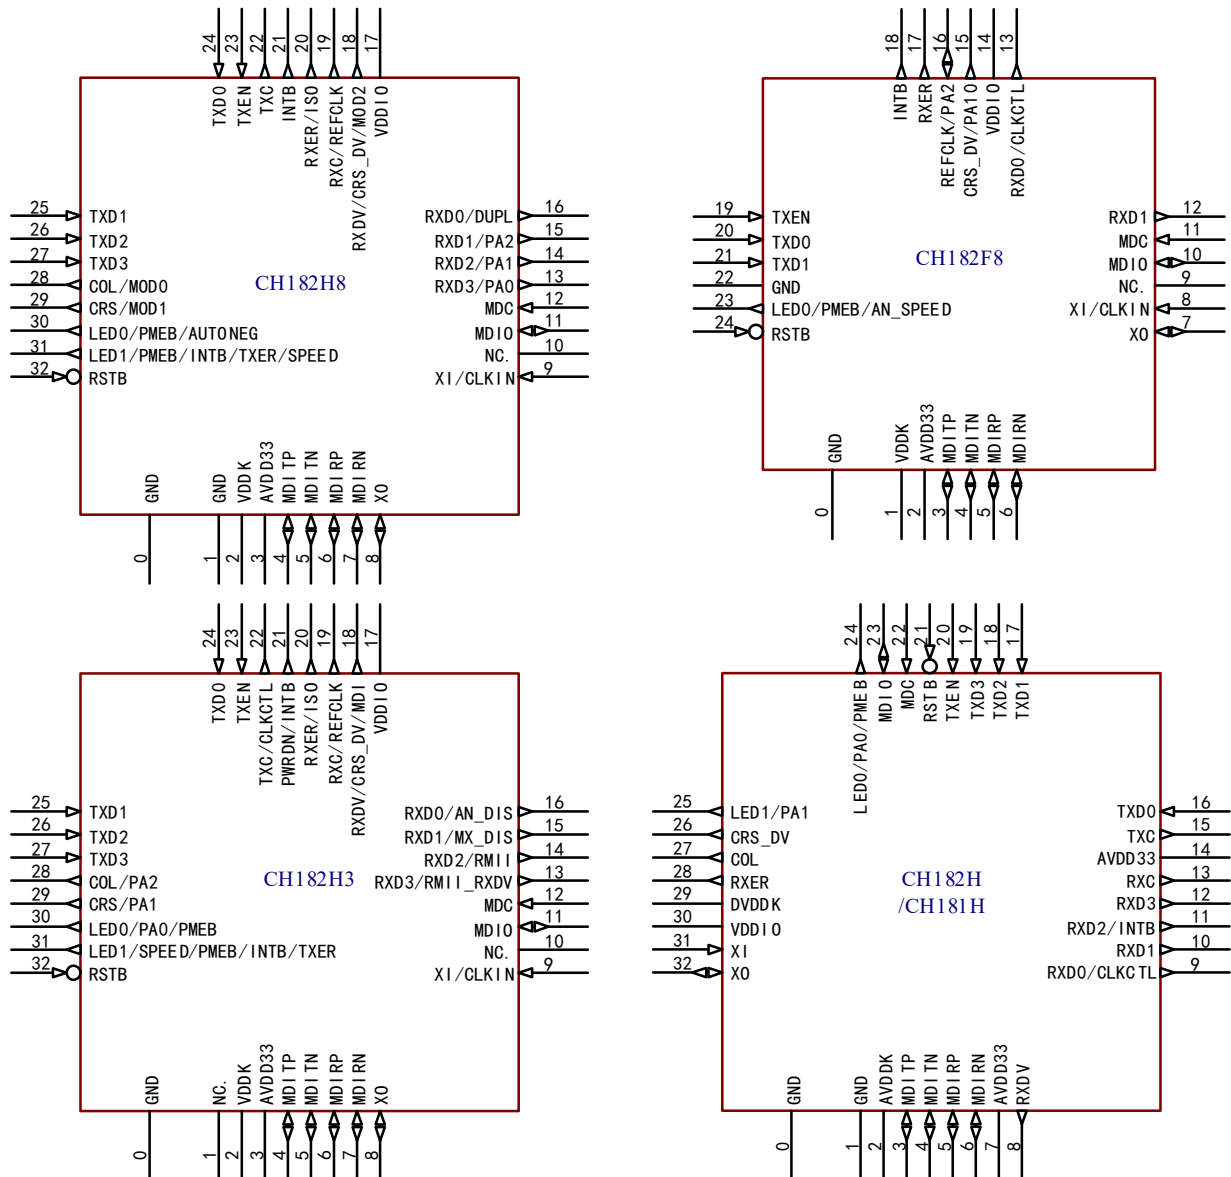 24 23 22 21 20 19 18 17
TXD0 TXEN TXC INTB RXER/ISO RXC/REFCLK RXDV/CRS_DV/MOD2 VDDIO
25 TXD1
26 TXD2
27 TXD3
28 COL/MOD0
29 CRS/MOD1
30 LED0/PMEB/AUTONEG
31 LED1/PMEB/INTB/TXER/SPEED
32 RSTB
CH182H8
RXD0/DUPL 16
RXD1/PA2 15
RXD2/PA1 14
RXD3/PA0 13
MDC 12
MDIO 11
NC. 10
XI/CLKIN 9
GND GND VDDK AVDD33 MDITP MDITN MDIRP MDIRN XO
0 1 2 3 4 5 6 7 8
18 17 16 15 14 13
INTB RXER REFCLK/PA2 CRS_DV/PA10 VDDIO RXD0/CLKCTL
19 TXEN
20 TXD0
21 TXD1
22 GND
23 LED0/PMEB/AN_SPEED
24 RSTB
CH182F8
RXD1 12
MDC 11
MDIO 10
NC. 9
XI/CLKIN 8
XO 7
GND VDDK AVDD33 MDITP MDITN MDIRP MDIRN
0 1 2 3 4 5 6
24 23 22 21 20 19 18 17
TXD0 TXEN TXC/CLKCTL PWRDN/INTB RXER/ISO RXC/REFCLK RXDV/CRS_DV/MDI VDDIO
25 TXD1
26 TXD2
27 TXD3
28 COL/PA2
29 CRS/PA1
30 LED0/PA0/PMEB
31 LED1/SPEED/PMEB/INTB/TXER
32 RSTB
CH182H3
RXD0/AN_DIS 16
RXD1/MX_DIS 15
RXD2/RMII 14
RXD3/RMII_RXDV 13
MDC 12
MDIO 11
NC. 10
XI/CLKIN 9
GND NC. VDDK AVDD33 MDITP MDITN MDIRP MDIRN XO
0 1 2 3 4 5 6 7 8
24 23 22 21 20 19 18 17
LED0/PA0/PMEB MDIO MDC RSTB TXEN TXD3 TXD2 TXD1
25 LED1/PA1
26 CRS_DV
27 COL
28 RXER
29 DVDDK
30 VDDIO
31 XI
32 XO
CH182H
/CH181H
TXD0 16
TXC 15
AVDD33 14
RXC 13
RXD3 12
RXD2/INTB 11
RXD1 10
RXD0/CLKCTL 9
GND GND AVDDK MDITP MDITN MDIRP MDIRN AVDD33 RXDV
0 1 2 3 4 5 6 7 8